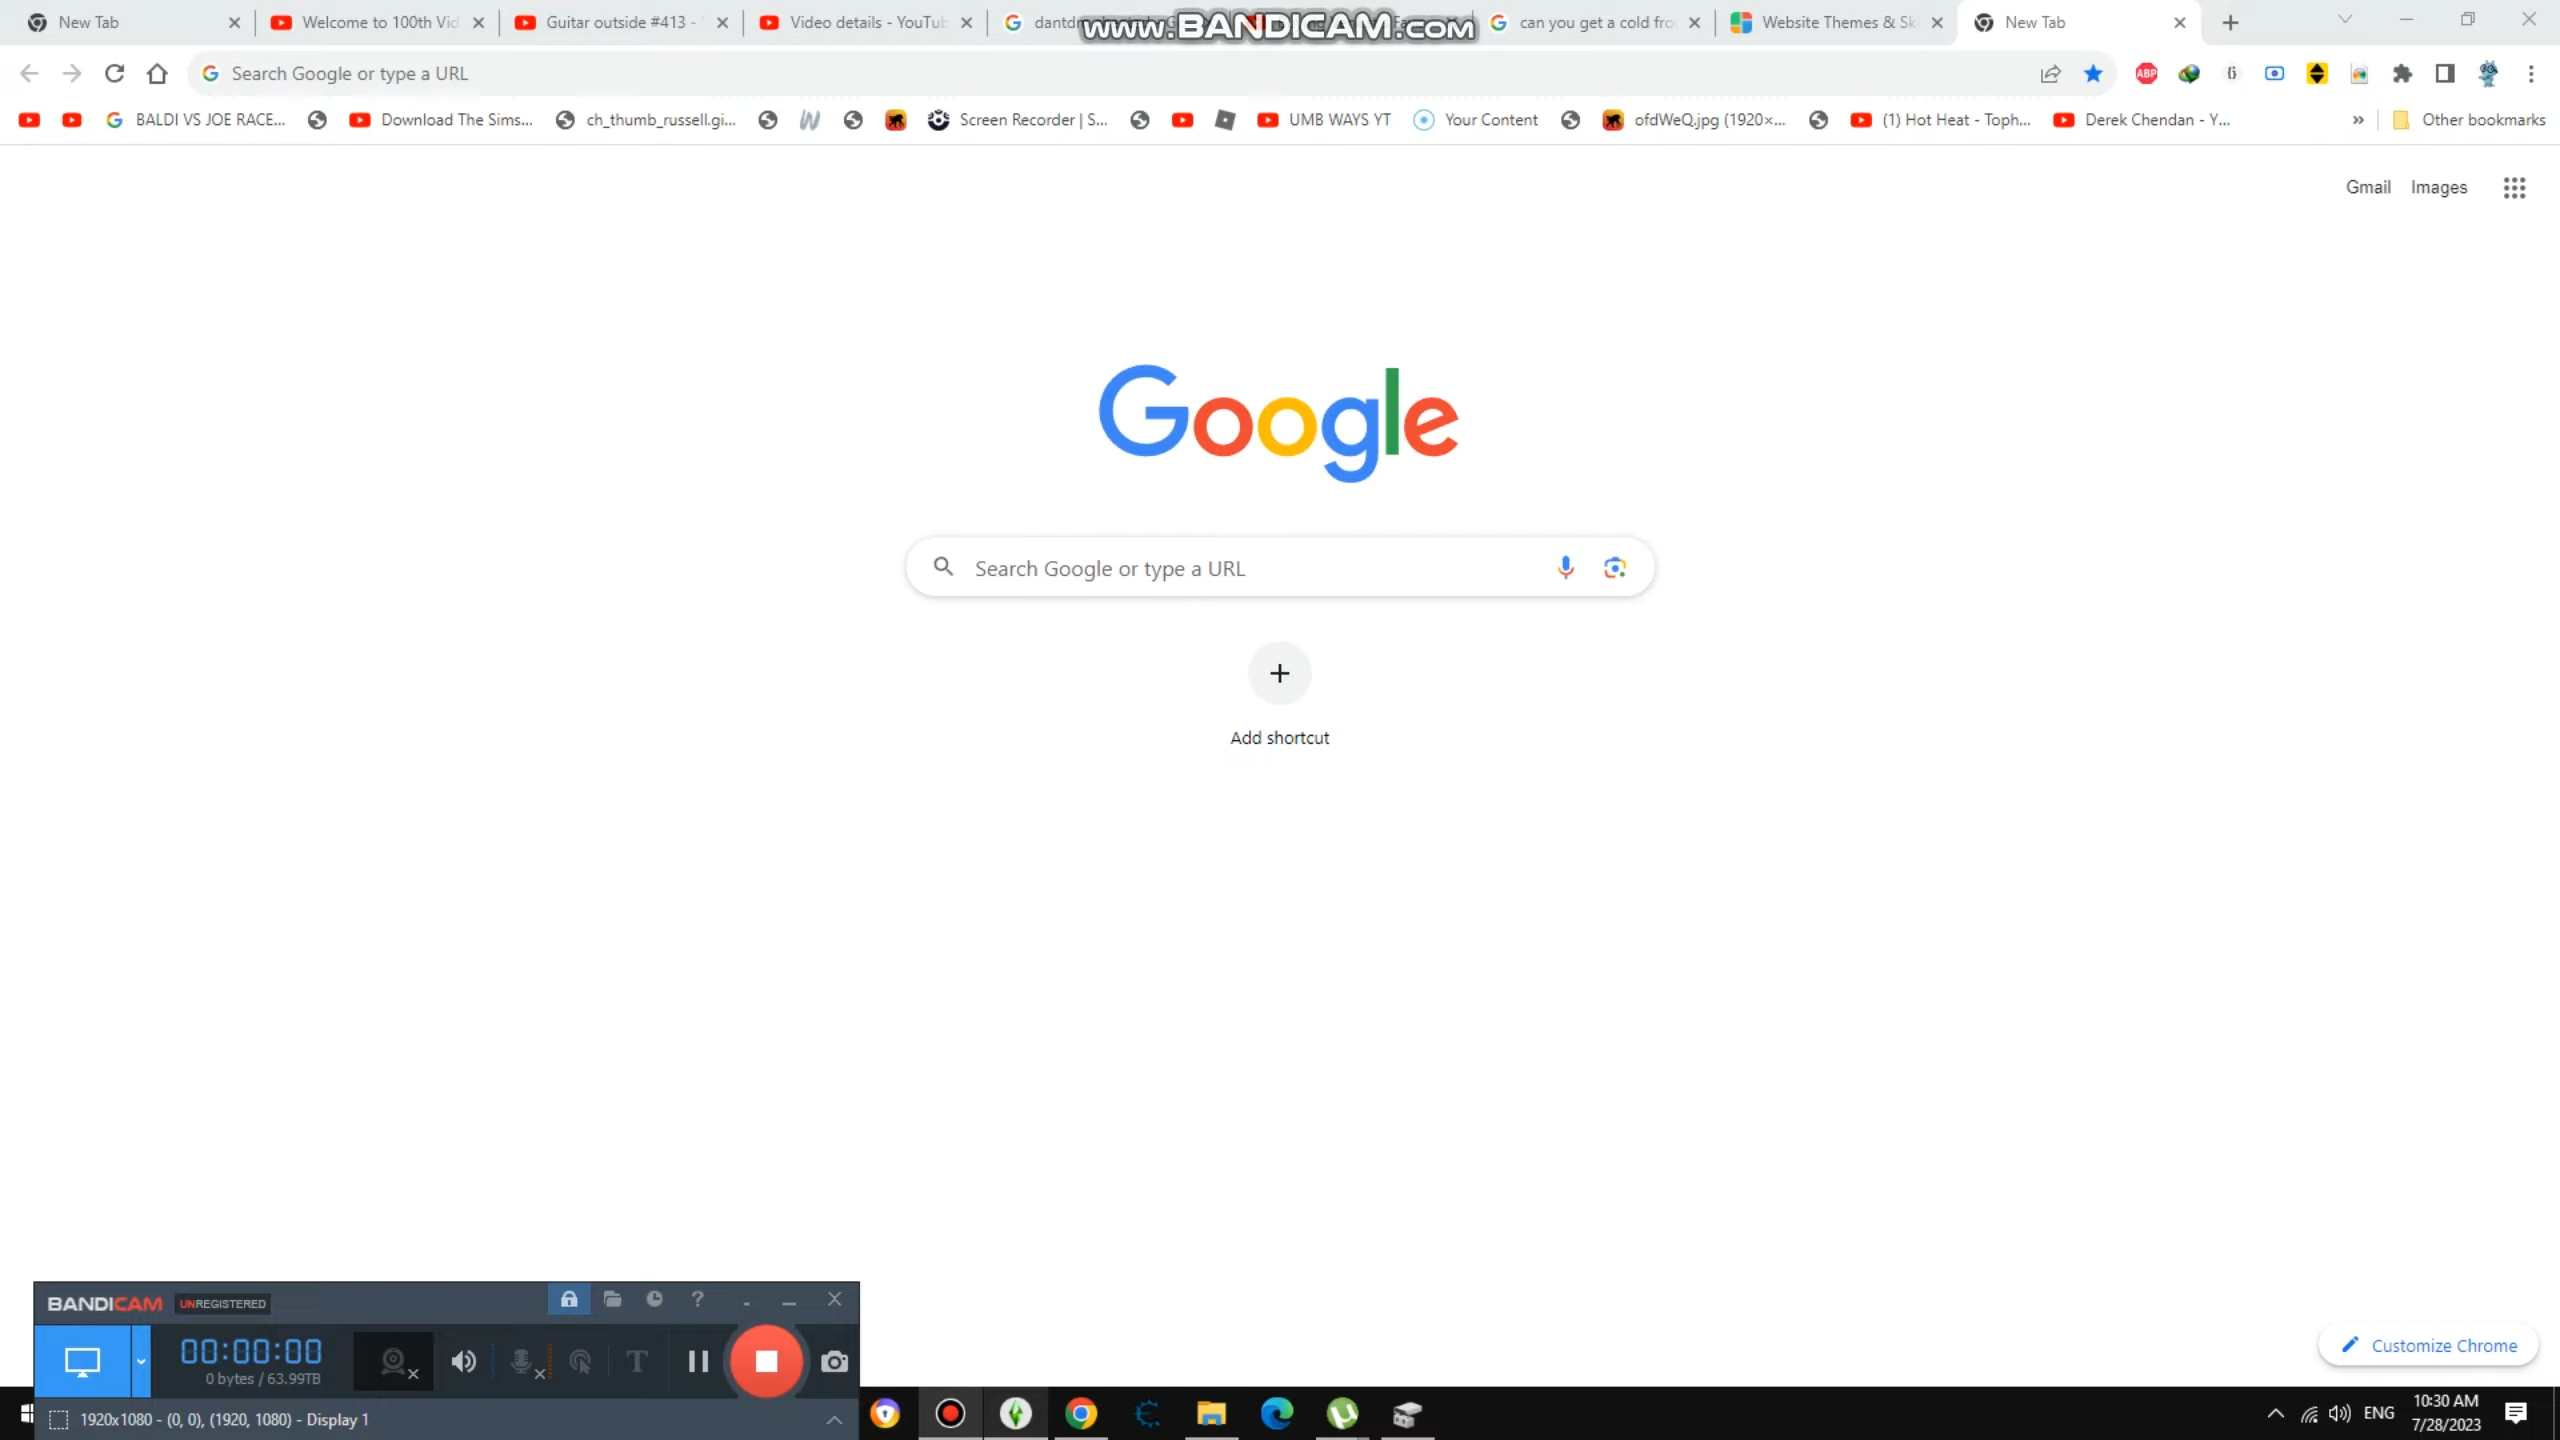 New Tab
Welcome to 100th Vid
Guitar outside #413 -
Video details - YouTub
www.BANDICAM.com
can you get a cold fro
Website Themes & Sk
New Tab
Search Google or type a URL
BALDI VS JOE RACE...
Download The Sims...
ch_thumb_russell.gi...
Screen Recorder | S...
UMB WAYS YT
Your Content
ofdWeQ.jpg (1920×...
(1) Hot Heat - Toph...
Derek Chendan - Y...
»
Other bookmarks
Gmail
Images
Google
Search Google or type a URL
Add shortcut
Customize Chrome
BANDICAM UNREGISTERED
00:00:00
0 bytes / 63.99TB
1920x1080 - (0, 0), (1920, 1080) - Display 1
ENG
10:30 AM
7/28/2023